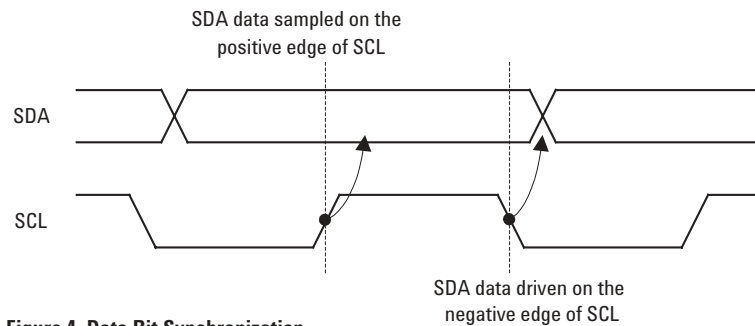 SDA data sampled on the
positive edge of SCL
SDA
SCL
SDA data driven on the
negative edge of SCL
Figure 4. Data Bit Synchronization